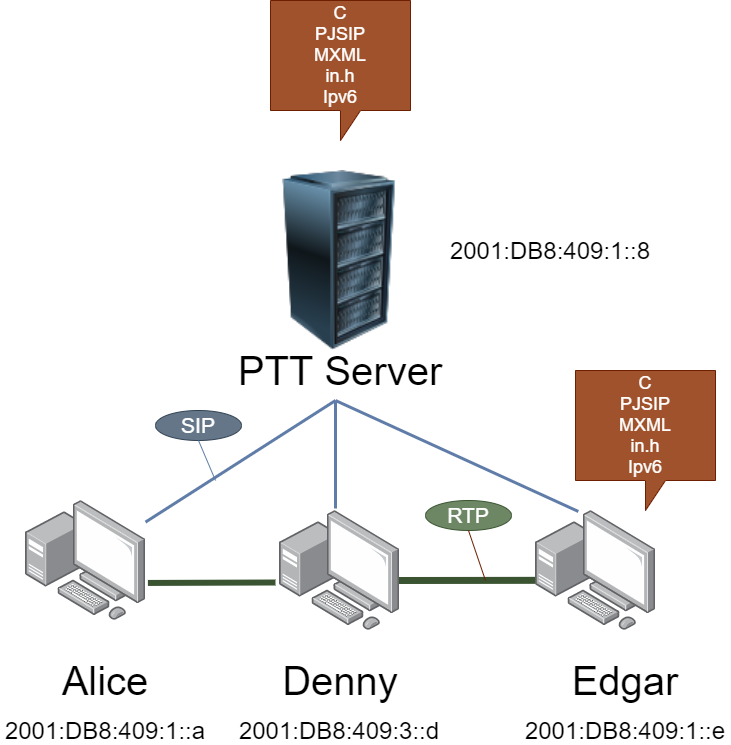 C
PJSIP
MXML
in.h
Ipv6
2001:DB8:409:1::8
PTT Server
C
PJSIP
MXML
in.h
Ipv6
SIP
RTP
Alice
Denny
Edgar
2001:DB8:409:1::a
2001:DB8:409:3::d
2001:DB8:409:1::e